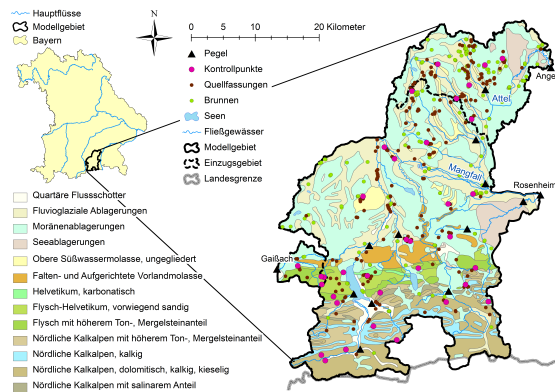 Hauptflüsse
Modellgebiet
Bayern
N
0 5 10 20 Kilometer
Pegel
Kontrollpunkte
Quellfassungen
Brunnen
Seen
Fließgewässer
Modellgebiet
Einzugsgebiet
Landesgrenze
Quartäre Flussschotter
Fluvioglaziale Ablagerungen
Moränenablagerungen
Seeablagerungen
Obere Süßwassermolasse, ungegliedert
Falten- und Aufgerichtete Vorlandmolasse
Helvetikum, karbonatisch
Flysch-Helvetikum, vorwiegend sandig
Flysch mit höherem Ton-, Mergelsteinanteil
Nördliche Kalkalpen mit höherem Ton-, Mergelsteinanteil
Nördliche Kalkalpen, kalkig
Nördliche Kalkalpen, dolomitisch, kalkig, kieselig
Nördliche Kalkalpen mit salinarem Anteil
Ange
Attel
Mangfall
Rosenheim
Gaißach